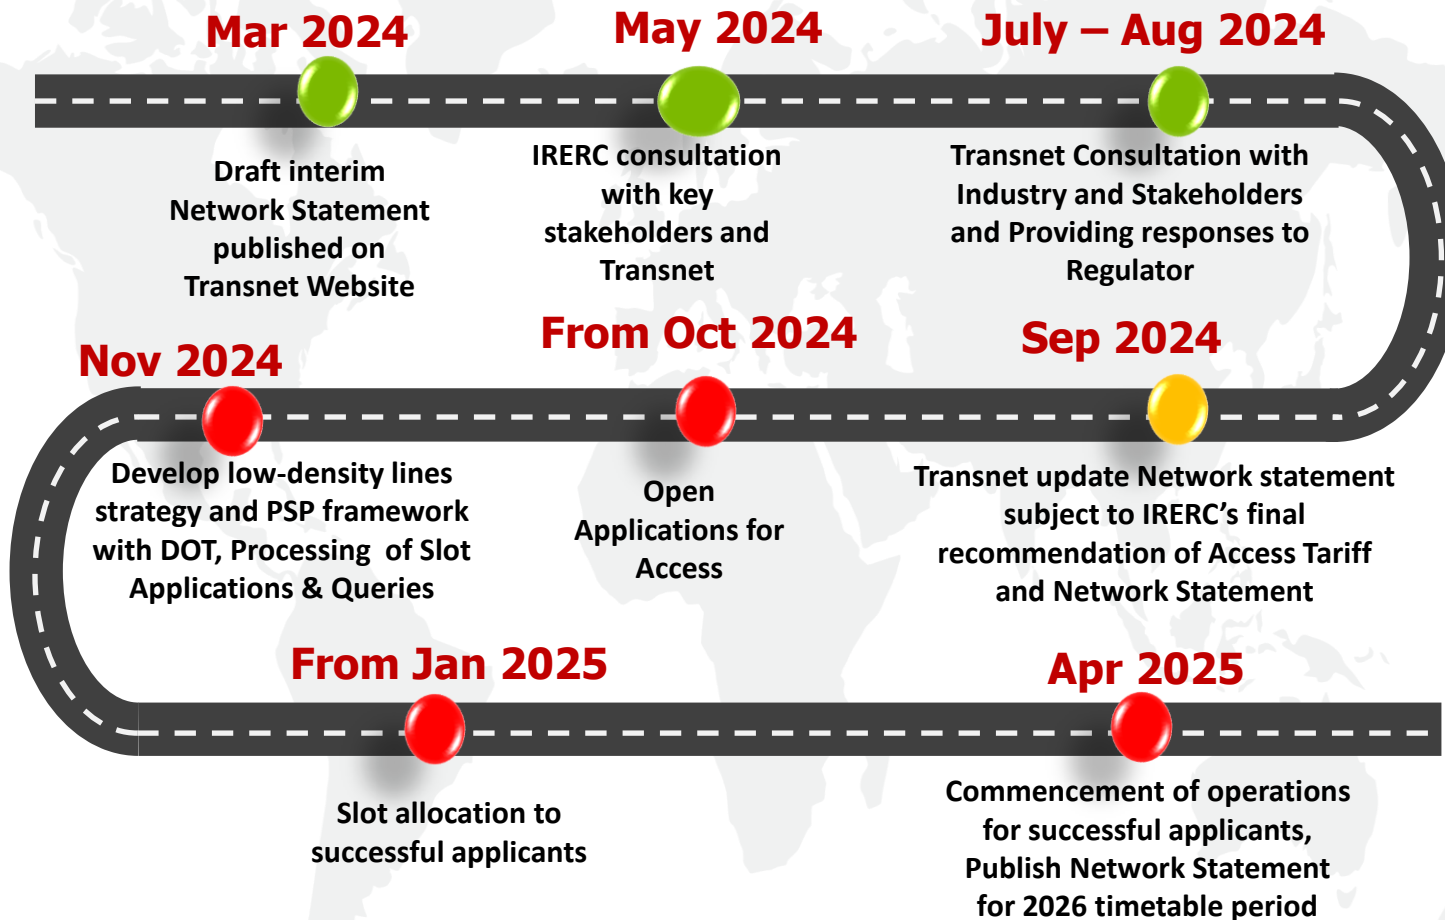 Mar 2024
Draft interim
Network Statement
published on
Transnet Website
May 2024
IRERC consultation
with key
stakeholders and
Transnet
July – Aug 2024
Transnet Consultation with
Industry and Stakeholders
and Providing responses to
Regulator
Sep 2024
Transnet update Network statement
subject to IRERC’s final
recommendation of Access Tariff
and Network Statement
From Oct 2024
Open
Applications for
Access
Nov 2024
Develop low-density lines
strategy and PSP framework
with DOT, Processing of Slot
Applications & Queries
From Jan 2025
Slot allocation to
successful applicants
Apr 2025
Commencement of operations
for successful applicants,
Publish Network Statement
for 2026 timetable period